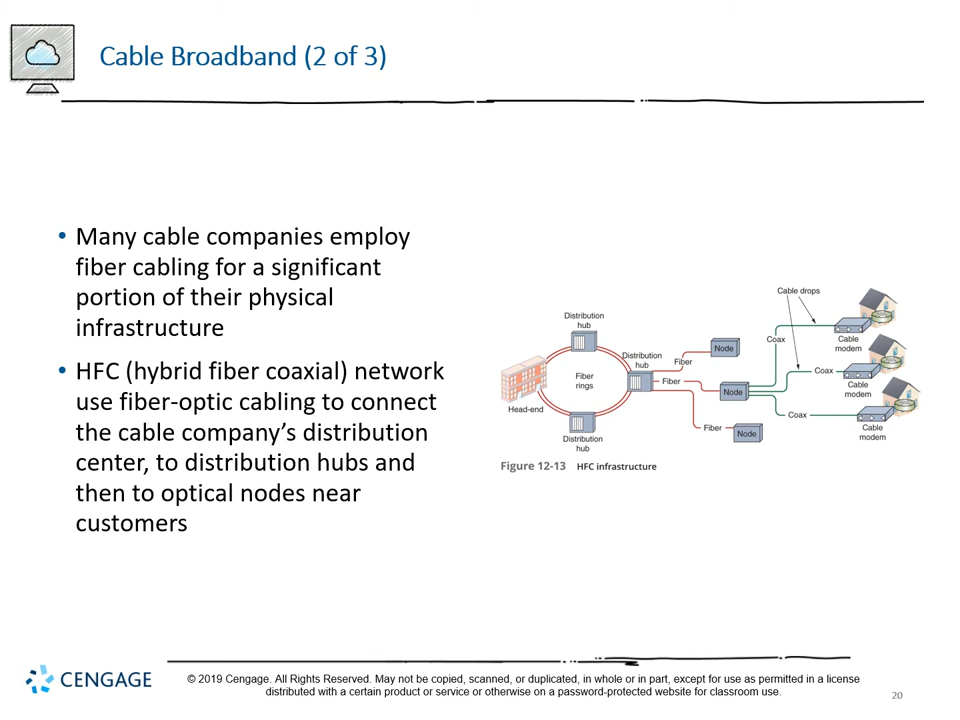 Cable Broadband (2 of 3)
• Many cable companies employ
fiber cabling for a significant
portion of their physical
infrastructure
• HFC (hybrid fiber coaxial) network
use fiber-optic cabling to connect
the cable company’s distribution
center, to distribution hubs and
then to optical nodes near
customers
Cable drops
Distribution
hub
Coax
Cable
modem
Node
Distribution
hub
Fiber
Fiber
rings
Fiber
Coax
Cable
modem
Node
Head-end
Coax
Fiber
Node
Cable
modem
Distribution
hub
Figure 12-13 HFC infrastructure
CENGAGE
© 2019 Cengage. All Rights Reserved. May not be copied, scanned, or duplicated, in whole or in part, except for use as permitted in a license
distributed with a certain product or service or otherwise on a password-protected website for classroom use.
20